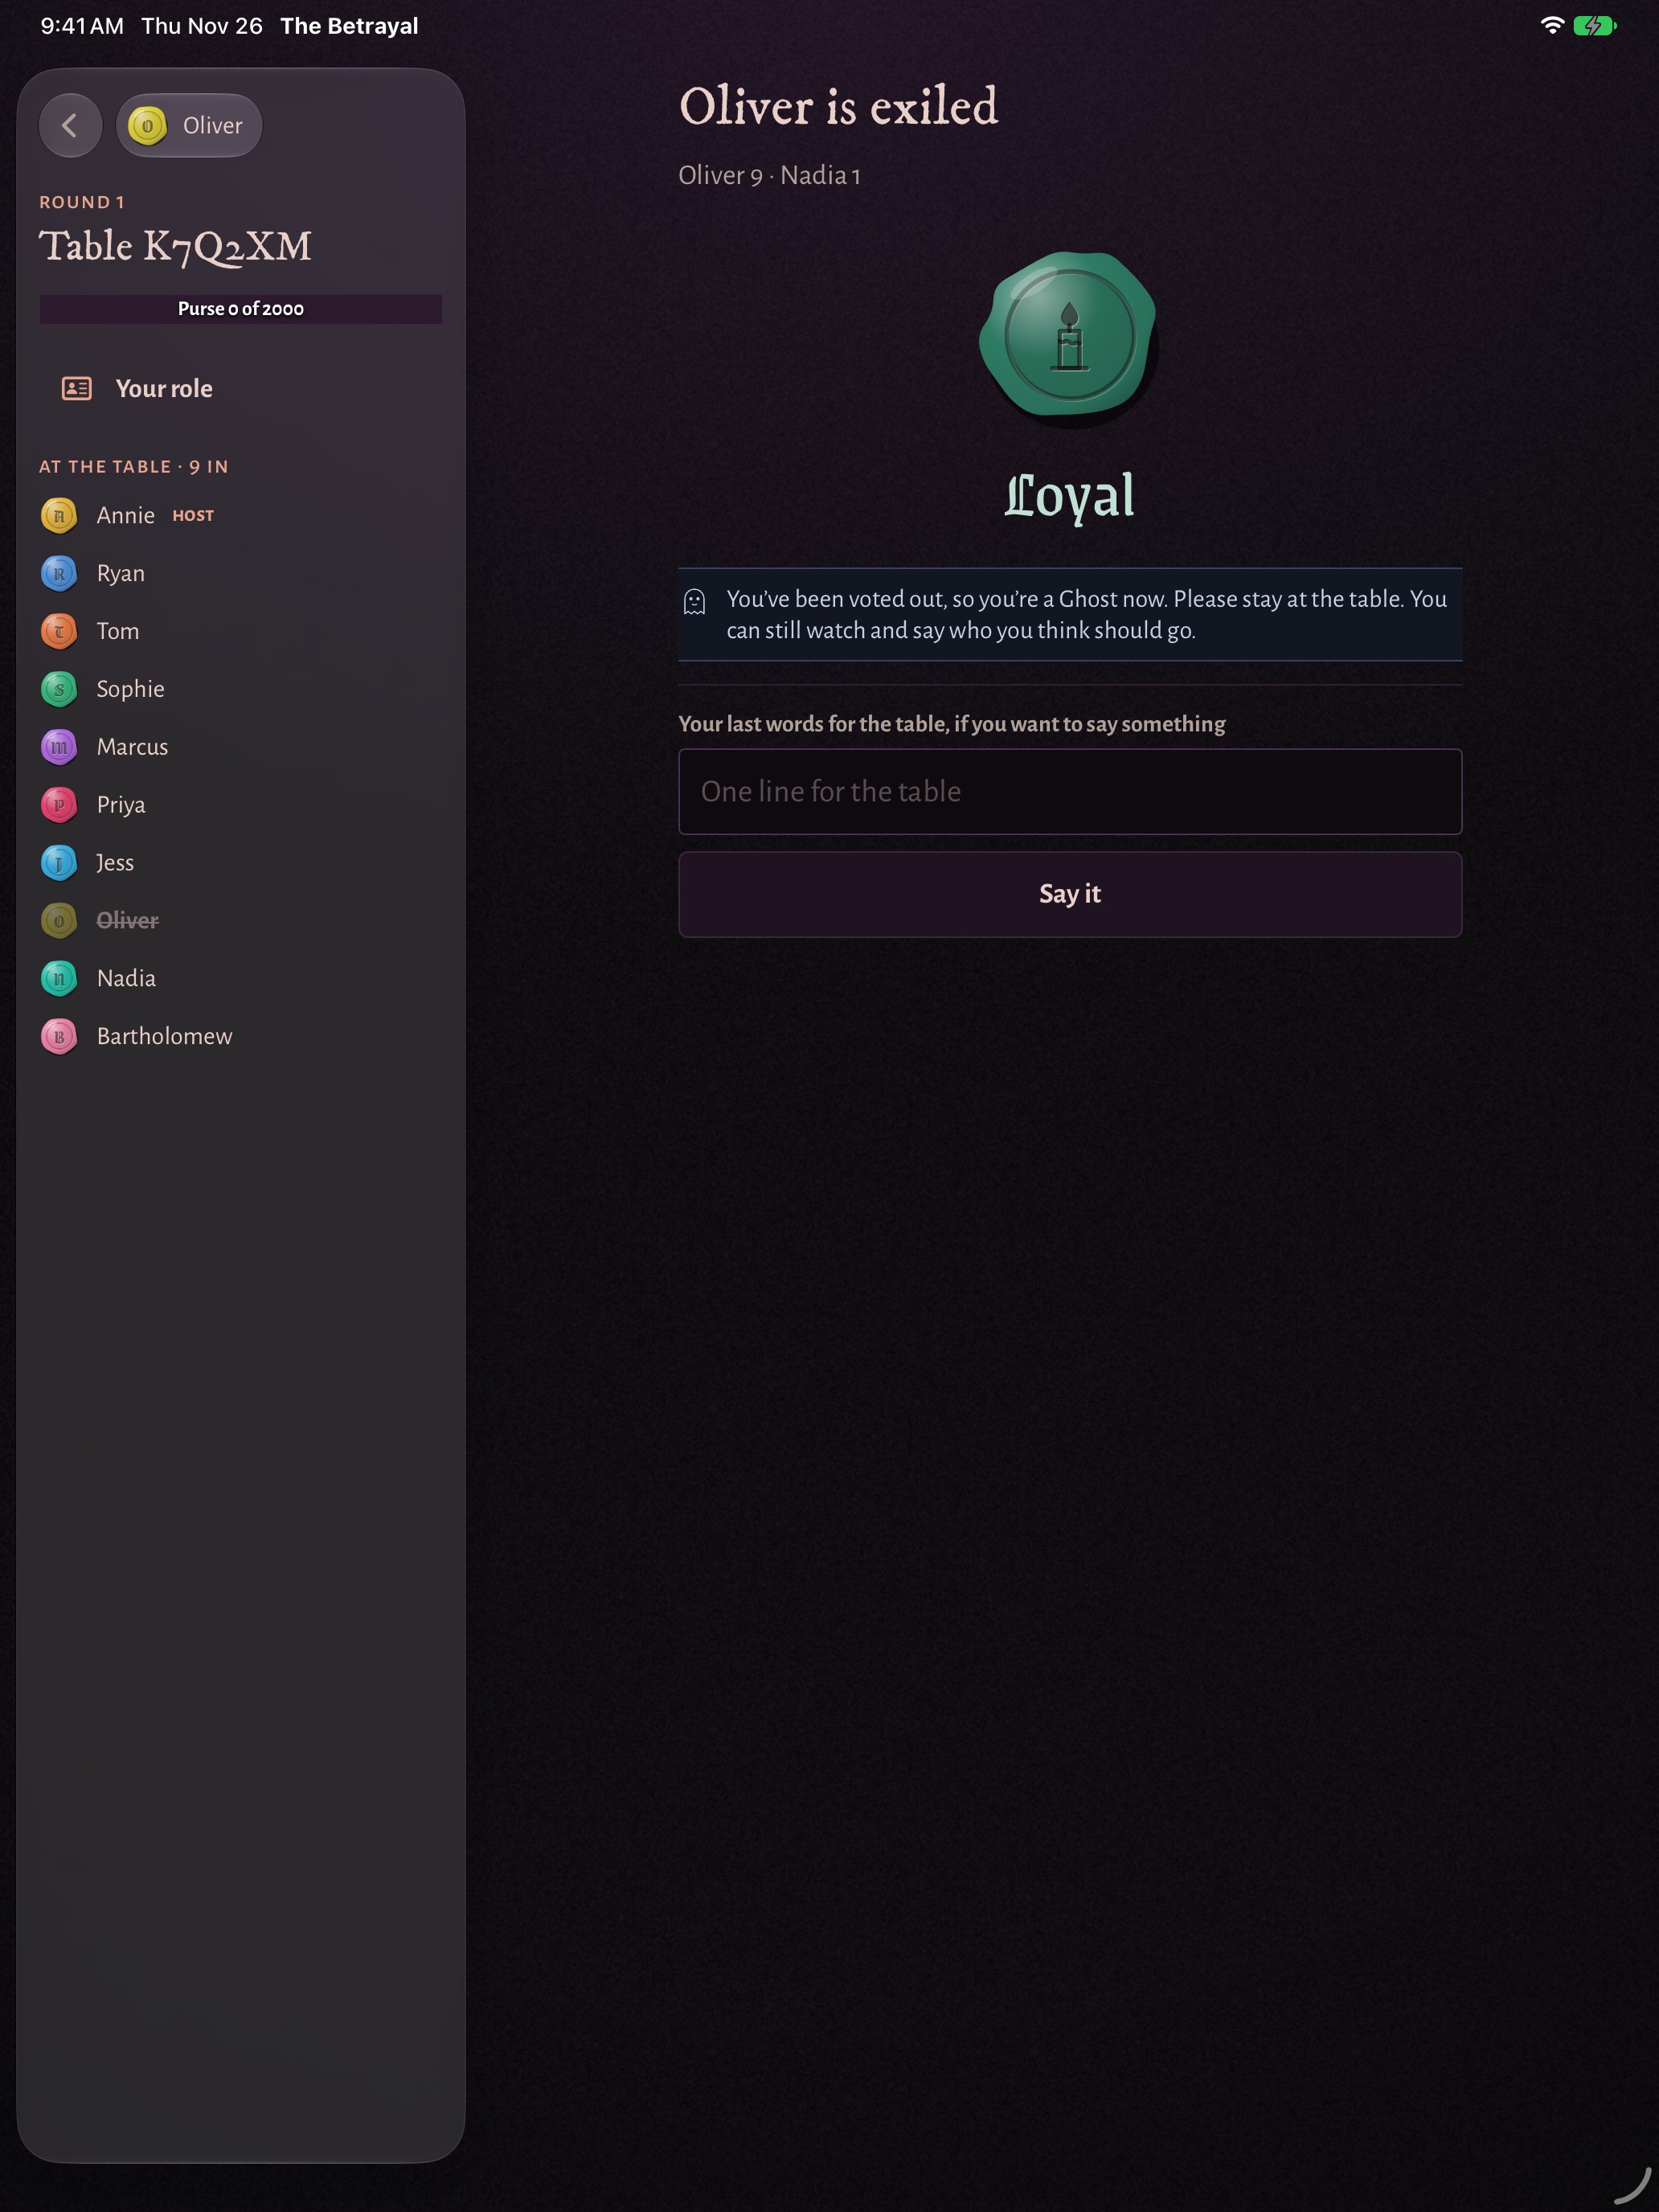 9:41 AM Thu Nov 26 The Betrayal
O Oliver
ROUND 1
Table K7Q2XM
Purse 0 of 2000
Your role
AT THE TABLE · 9 IN
A Annie HOST
R Ryan
T Tom
S Sophie
M Marcus
P Priya
J Jess
O Oliver
N Nadia
B Bartholomew
Oliver is exiled
Oliver 9 · Nadia 1
Loyal
You’ve been voted out, so you’re a Ghost now. Please stay at the table. You
can still watch and say who you think should go.
Your last words for the table, if you want to say something
One line for the table
Say it